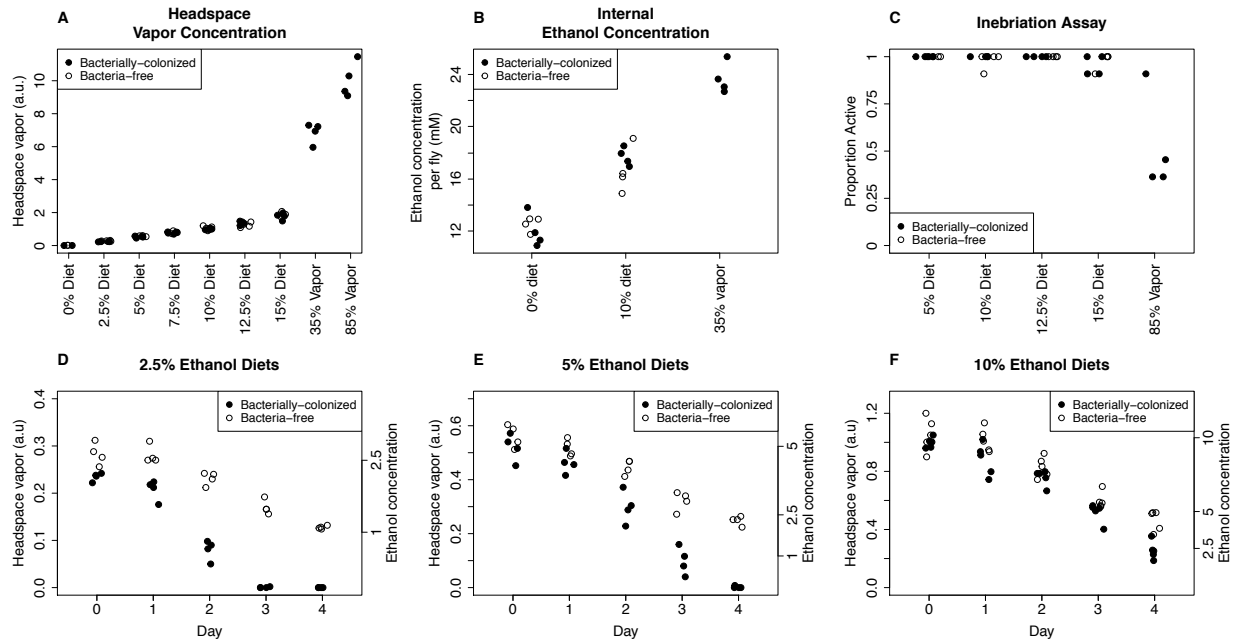 A
Headspace
Vapor Concentration
Headspace vapor (a.u.)
0
2
4
6
8
10
Bacterially−colonized
Bacteria−free
0% Diet
2.5% Diet
5% Diet
7.5% Diet
10% Diet
12.5% Diet
15% Diet
35% Vapor
85% Vapor
B
Internal
Ethanol Concentration
Ethanol concentration
per fly (mM)
12
16
20
24
Bacterially−colonized
Bacteria−free
0% diet
10% diet
35% vapor
C
Inebriation Assay
Proportion Active
0
0.25
0.5
0.75
1
Bacterially−colonized
Bacteria−free
5% Diet
10% Diet
12.5% Diet
15% Diet
85% Vapor
D
2.5% Ethanol Diets
Headspace vapor (a.u)
0.0
0.1
0.2
0.3
0.4
Bacterially−colonized
Bacteria−free
2.5
1
Ethanol concentration
0 1 2 3 4
Day
E
5% Ethanol Diets
Headspace vapor (a.u)
0.0
0.2
0.4
0.6
Bacterially−colonized
Bacteria−free
5
2.5
1
Ethanol concentration
0 1 2 3 4
Day
F
10% Ethanol Diets
Headspace vapor (a.u)
0.0
0.4
0.8
1.2
Bacterially−colonized
Bacteria−free
10
5
2.5
Ethanol concentration
0 1 2 3 4
Day